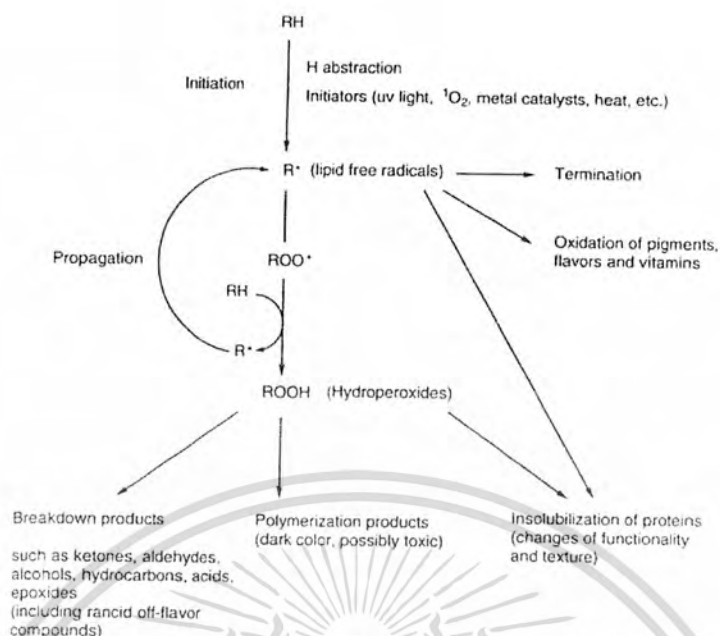 RH
Initiation
H abstraction
Initiators (uv light, ¹O₂, metal catalysts, heat, etc.)
R• (lipid free radicals)
Termination
Oxidation of pigments,
flavors and vitamins
Propagation
ROO•
RH
R•
ROOH (Hydroperoxides)
Breakdown products
such as ketones, aldehydes,
alcohols, hydrocarbons, acids,
epoxides
(including rancid off-flavor
compounds)
Polymerization products
(dark color, possibly toxic)
Insolubilization of proteins
(changes of functionality
and texture)